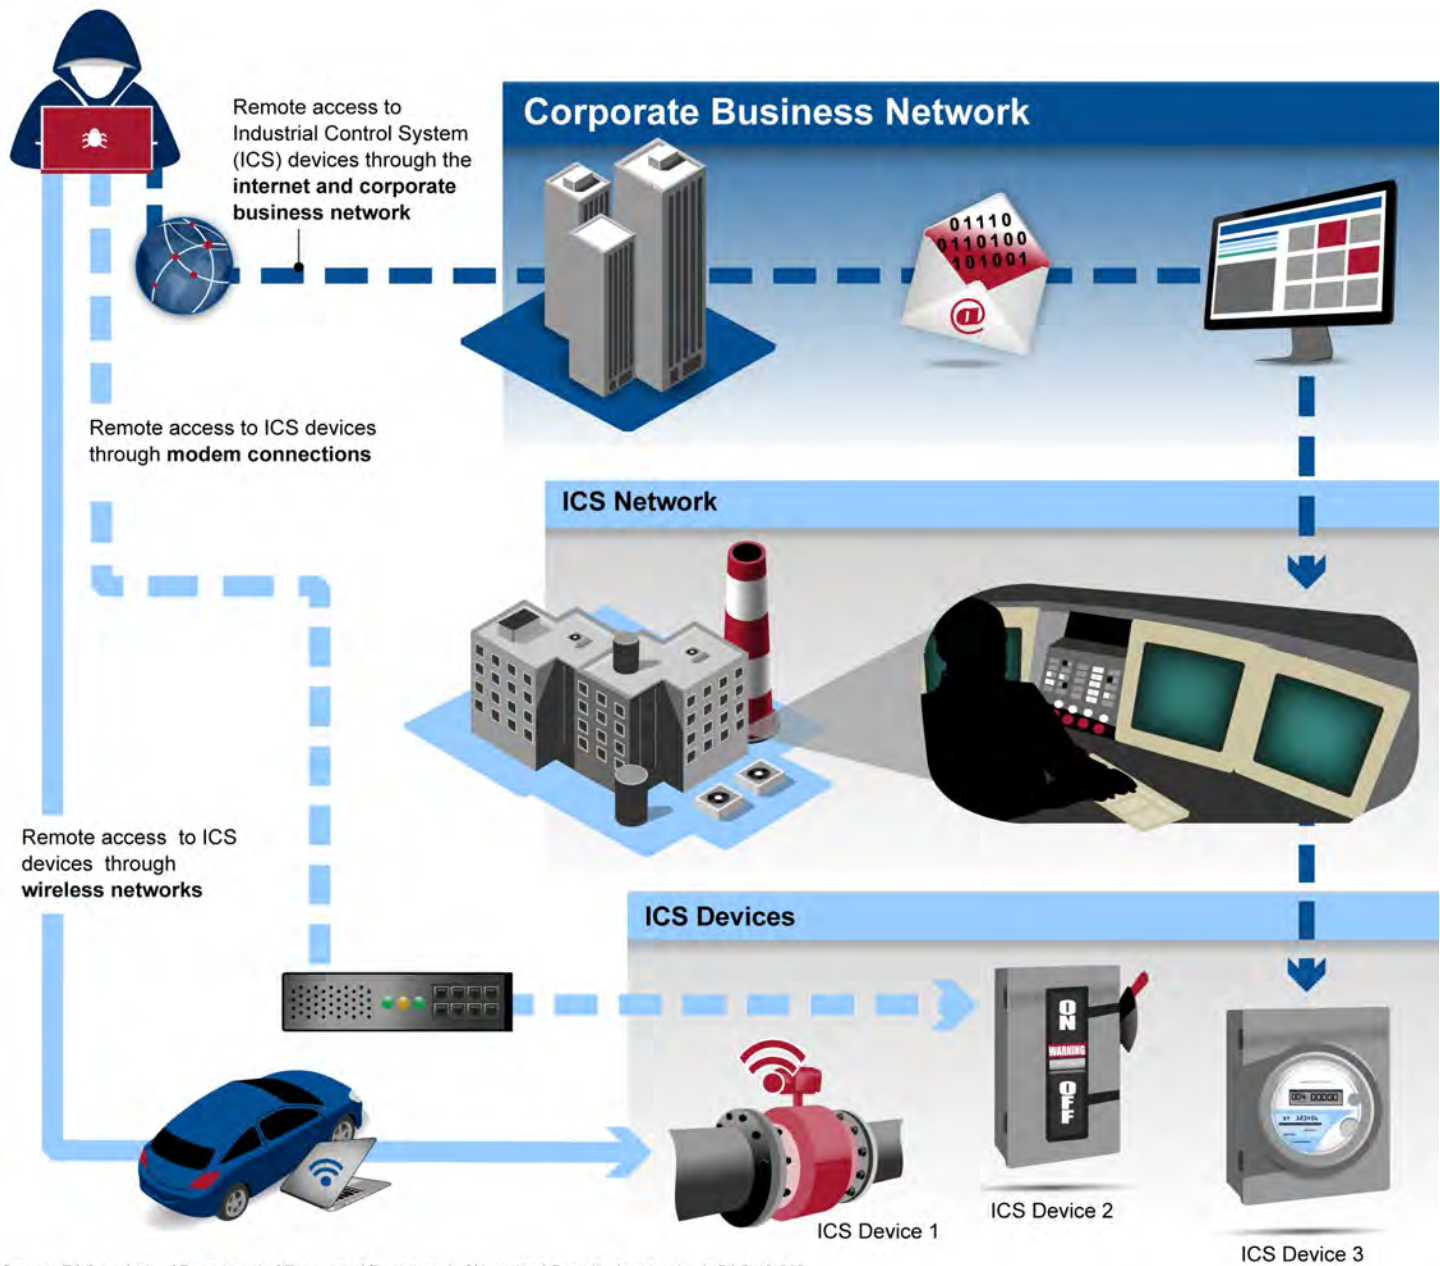 Remote access to
Industrial Control System
(ICS) devices through the
internet and corporate
business network
Corporate Business Network
01110
0110100
101001
@
Remote access to ICS devices
through modem connections
ICS Network
Remote access to ICS
devices through
wireless networks
ICS Devices
ON
WARNING
OFF
004 00000
ICS Device 1
ICS Device 2
ICS Device 3